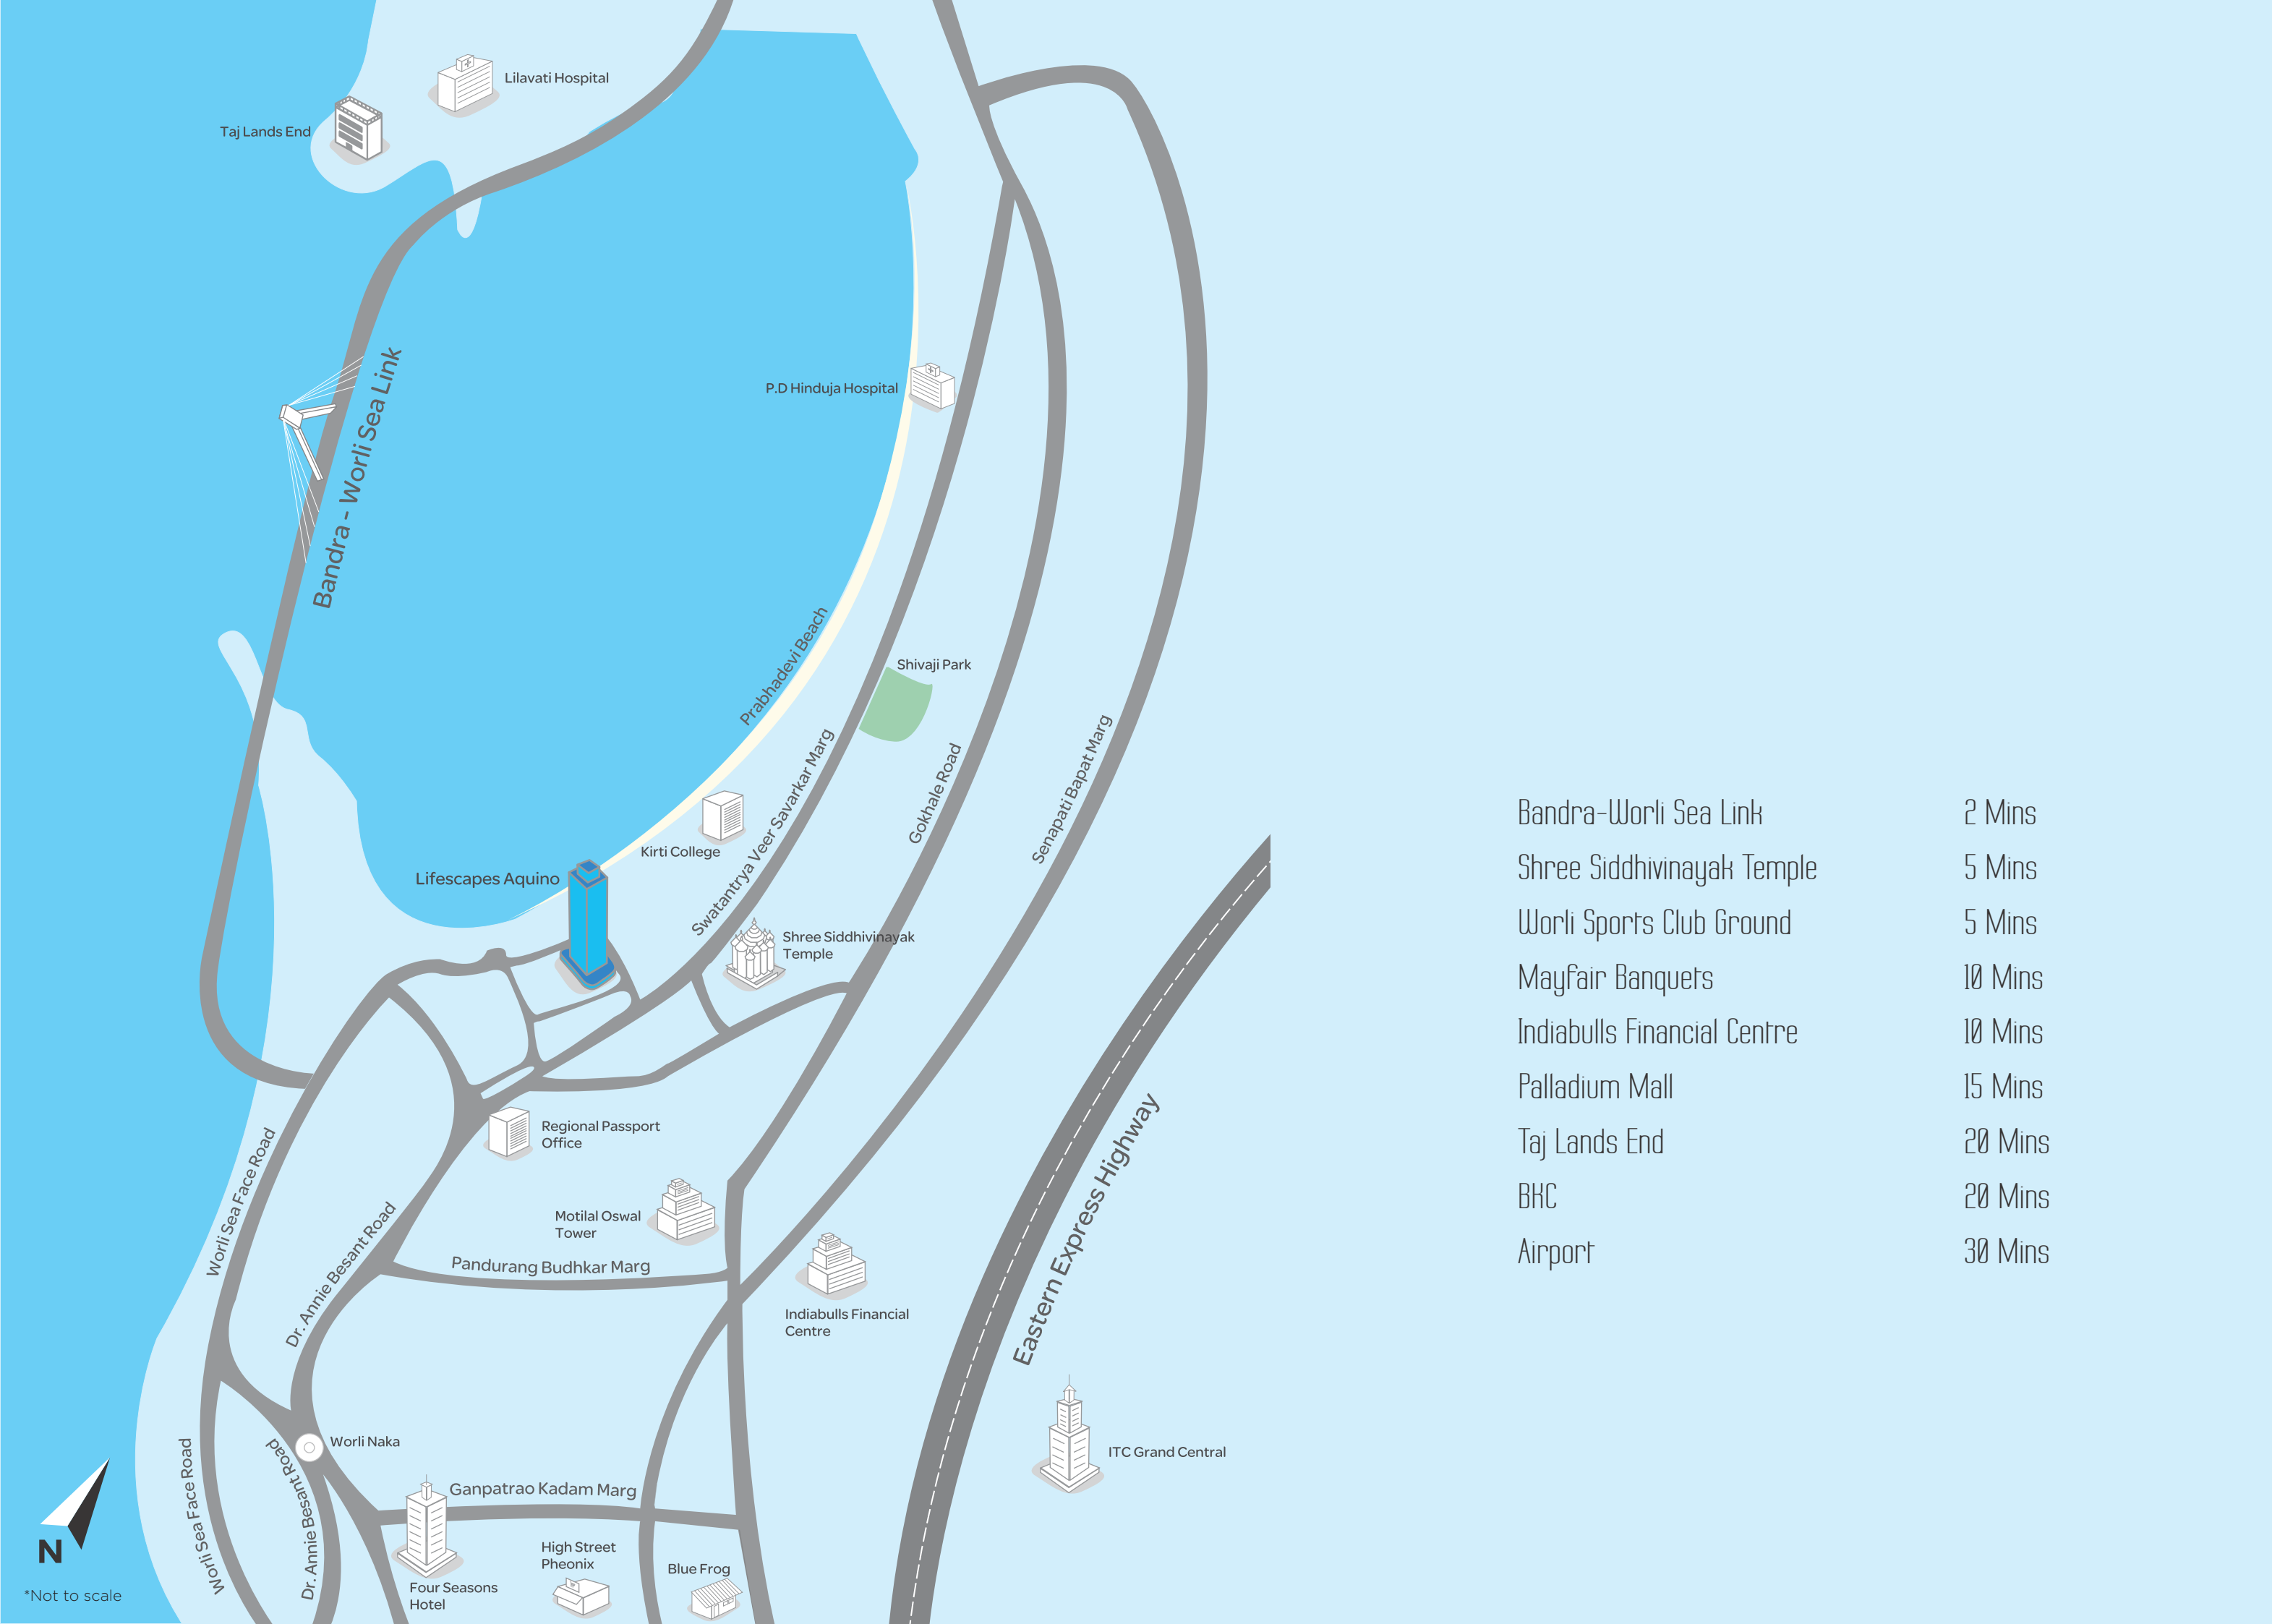 Lilavati Hospital
Taj Lands End
Bandra - Worli Sea Link
P.D Hinduja Hospital
Prabhadevi Beach
Shivaji Park
Swatantrya Veer Savarkar Marg
Gokhale Road
Senapati Bapat Marg
Kirti College
Lifescapes Aquino
Shree Siddhivinayak
Temple
Regional Passport
Office
Worli Sea Face Road
Dr. Annie Besant Road
Motilal Oswal
Tower
Pandurang Budhkar Marg
Indiabulls Financial
Centre
Eastern Express Highway
ITC Grand Central
Worli Naka
Worli Sea Face Road
Dr. Annie Besant Road
Ganpatrao Kadam Marg
High Street
Pheonix
Blue Frog
Four Seasons
Hotel
N
*Not to scale
Bandra-Worli Sea Link 2 Mins
Shree Siddhivinayak Temple 5 Mins
Worli Sports Club Ground 5 Mins
Mayfair Banquets 10 Mins
Indiabulls Financial Centre 10 Mins
Palladium Mall 15 Mins
Taj Lands End 20 Mins
BKC 20 Mins
Airport 30 Mins